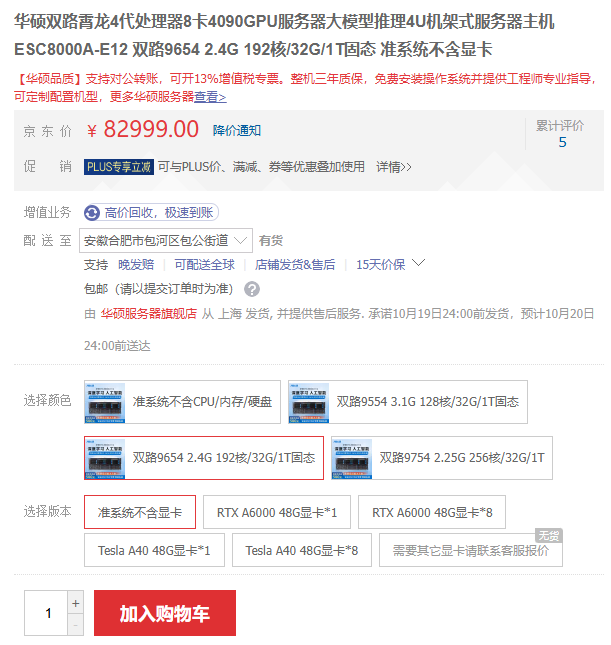 华硕双路霄龙4代处理器8卡4090GPU服务器大模型推理4U机架式服务器主机
ESC8000A-E12 双路9654 2.4G 192核/32G/1T固态 准系统不含显卡
【华硕品质】支持对公转账，可开13%增值税专票。整机三年质保，免费安装操作系统并提供工程师专业指导，
可定制配置机型，更多华硕服务器查看>
京 东 价 ￥ 82999.00 降价通知 累计评价
5
促 销 PLUS专享立减 可与PLUS价、满减、券等优惠叠加使用 详情>>
增值业务 高价回收，极速到账
配 送 至 安徽合肥市包河区包公街道 有货
支持 晚发赔 可配送全球 店铺发货&售后 15天价保
包邮（请以提交订单时为准） ?
由 华硕服务器旗舰店 从 上海 发货, 并提供售后服务. 承诺10月19日24:00前发货，预计10月20日
24:00前送达
选择颜色 准系统不含CPU/内存/硬盘 双路9554 3.1G 128核/32G/1T固态
双路9654 2.4G 192核/32G/1T固态 双路9754 2.25G 256核/32G/1T
选择版本 准系统不含显卡 RTX A6000 48G显卡*1 RTX A6000 48G显卡*8
无货
Tesla A40 48G显卡*1 Tesla A40 48G显卡*8 需要其它显卡请联系客服报价
1 + - 加入购物车